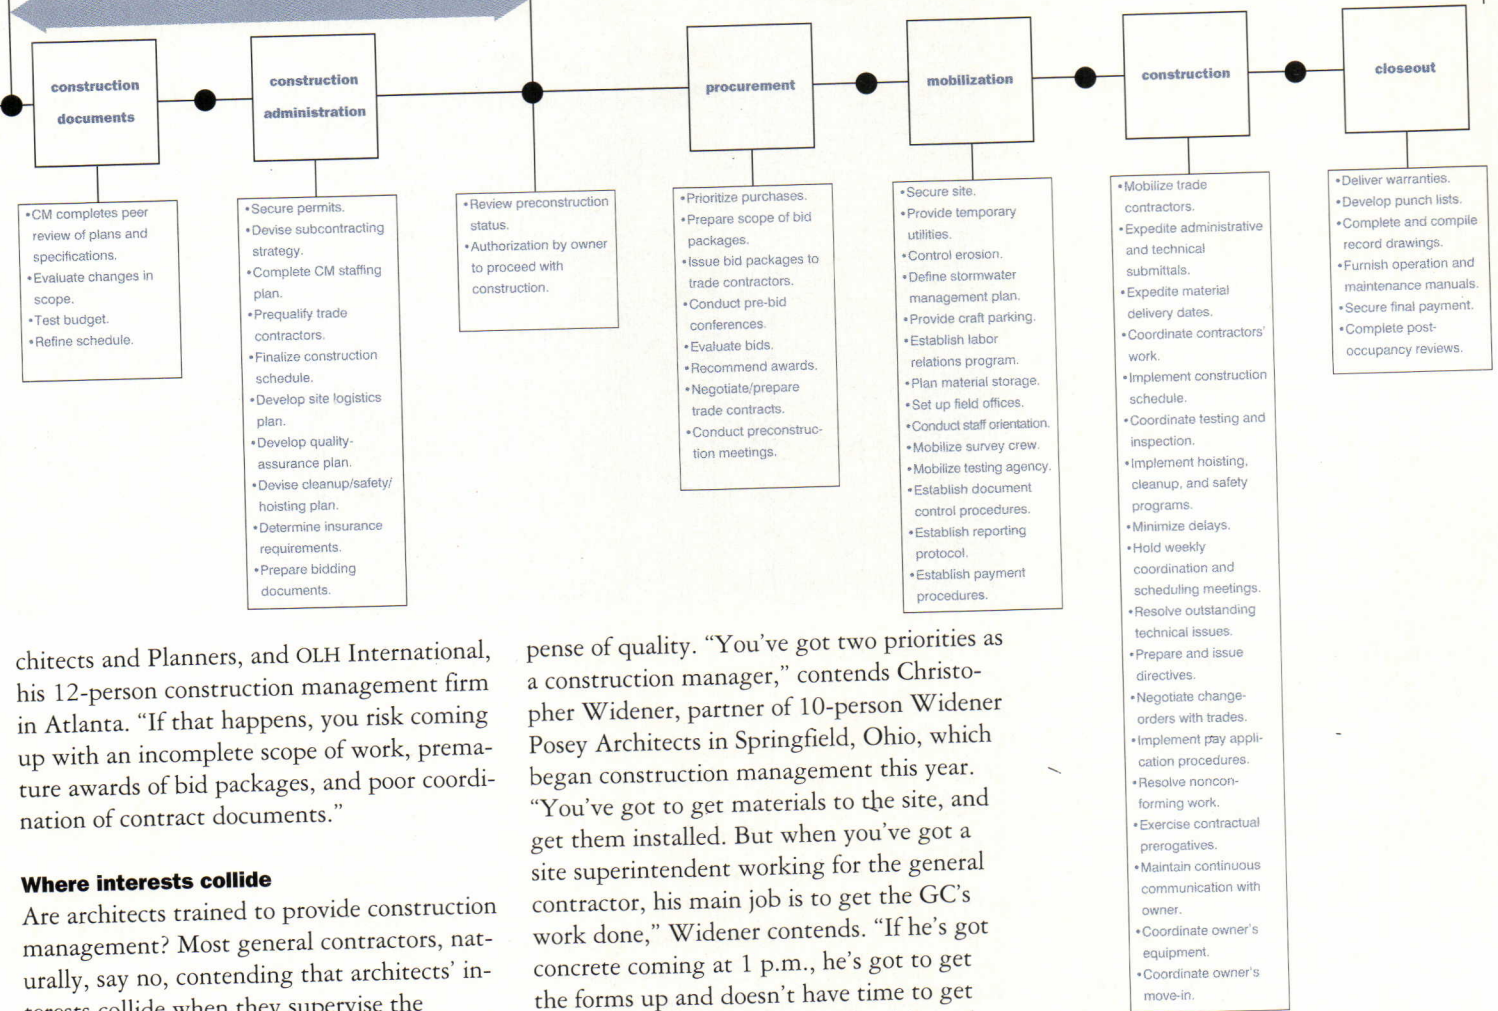 construction
documents
construction
administration
procurement
mobilization
construction
closeout
•CM completes peer
review of plans and
specifications.
•Evaluate changes in
scope.
•Test budget.
•Refine schedule.
•Secure permits.
•Devise subcontracting
strategy.
•Complete CM staffing
plan.
•Prequalify trade
contractors.
•Finalize construction
schedule.
•Develop site logistics
plan.
•Develop quality-
assurance plan.
•Devise cleanup/safety/
hoisting plan.
•Determine insurance
requirements.
•Prepare bidding
documents.
•Review preconstruction
status.
•Authorization by owner
to proceed with
construction.
•Prioritize purchases.
•Prepare scope of bid
packages.
•Issue bid packages to
trade contractors.
•Conduct pre-bid
conferences.
•Evaluate bids.
•Recommend awards.
•Negotiate/prepare
trade contracts.
•Conduct preconstruc-
tion meetings.
•Secure site.
•Provide temporary
utilities.
•Control erosion.
•Define stormwater
management plan.
•Provide craft parking.
•Establish labor
relations program.
•Plan material storage.
•Set up field offices.
•Conduct staff orientation.
•Mobilize survey crew.
•Mobilize testing agency.
•Establish document
control procedures.
•Establish reporting
protocol.
•Establish payment
procedures.
•Mobilize trade
contractors.
•Expedite administrative
and technical
submittals.
•Expedite material
delivery dates.
•Coordinate contractors'
work.
•Implement construction
schedule.
•Coordinate testing and
inspection.
•Implement hoisting,
cleanup, and safety
programs.
•Minimize delays.
•Hold weekly
coordination and
scheduling meetings.
•Resolve outstanding
technical issues.
•Prepare and issue
directives.
•Negotiate change-
orders with trades.
•Implement pay appli-
cation procedures.
•Resolve noncon-
forming work.
•Exercise contractual
prerogatives.
•Maintain continuous
communication with
owner.
•Coordinate owner's
equipment.
•Coordinate owner's
move-in.
•Deliver warranties.
•Develop punch lists.
•Complete and compile
record drawings.
•Furnish operation and
maintenance manuals.
•Secure final payment.
•Complete post-
occupancy reviews.
chitects and Planners, and OLH International,
his 12-person construction management firm
in Atlanta. “If that happens, you risk coming
up with an incomplete scope of work, prema-
ture awards of bid packages, and poor coordi-
nation of contract documents.”
Where interests collide
Are architects trained to provide construction
management? Most general contractors, nat-
urally, say no, contending that architects' in-
terests collide when they supervise the
pense of quality. “You've got two priorities as
a construction manager,” contends Christo-
pher Widener, partner of 10-person Widener
Posey Architects in Springfield, Ohio, which
began construction management this year.
“You've got to get materials to the site, and
get them installed. But when you've got a
site superintendent working for the general
contractor, his main job is to get the GC's
work done,” Widener contends. “If he's got
concrete coming at 1 p.m., he's got to get
the forms up and doesn't have time to get